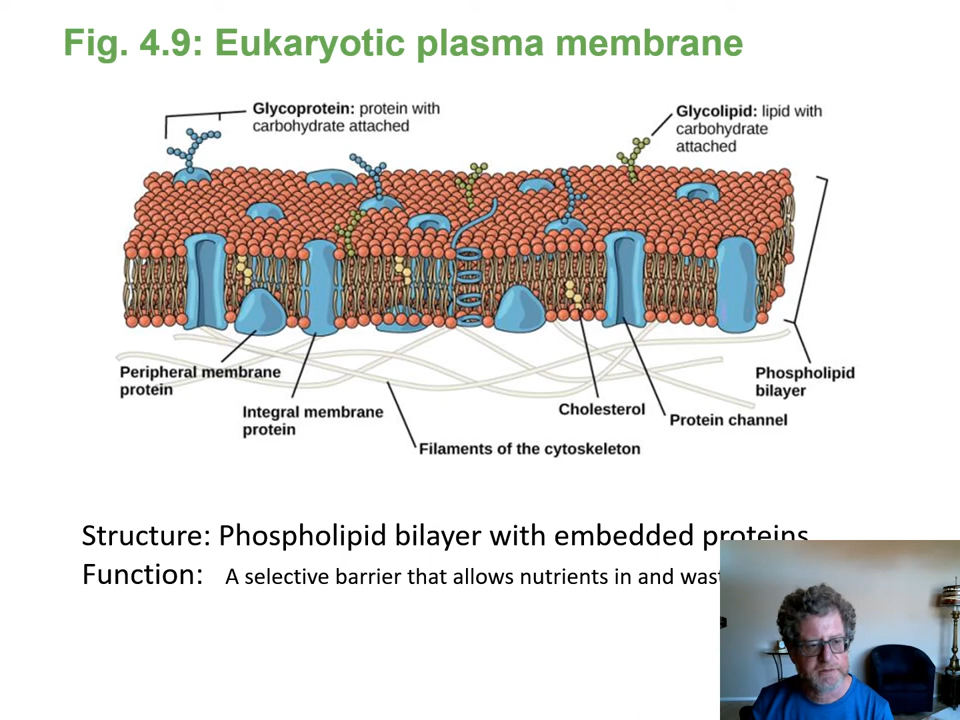 Fig. 4.9: Eukaryotic plasma membrane
Glycoprotein: protein with
carbohydrate attached
Glycolipid: lipid with
carbohydrate
attached
Peripheral membrane
protein
Integral membrane
protein
Filaments of the cytoskeleton
Cholesterol
Protein channel
Phospholipid
bilayer
Structure: Phospholipid bilayer with embedded proteins
Function: A selective barrier that allows nutrients in and